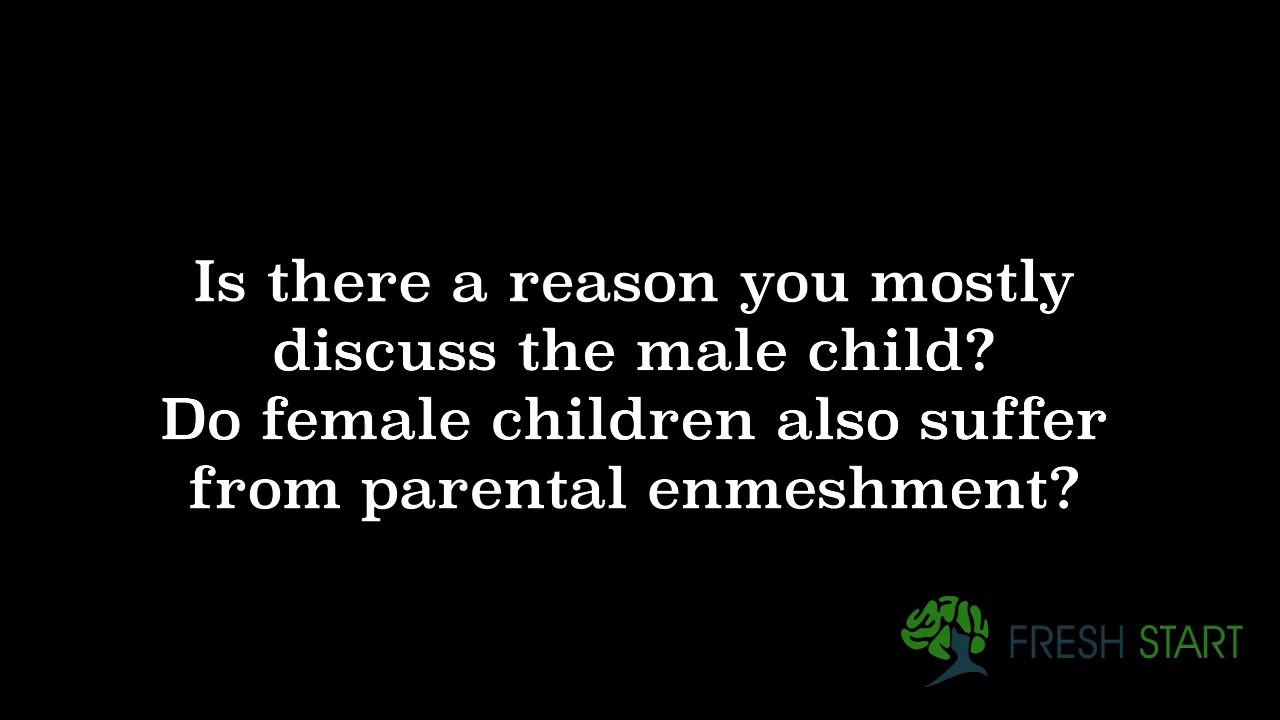 Is there a reason you mostly
discuss the male child?
Do female children also suffer
from parental enmeshment?
FRESH START